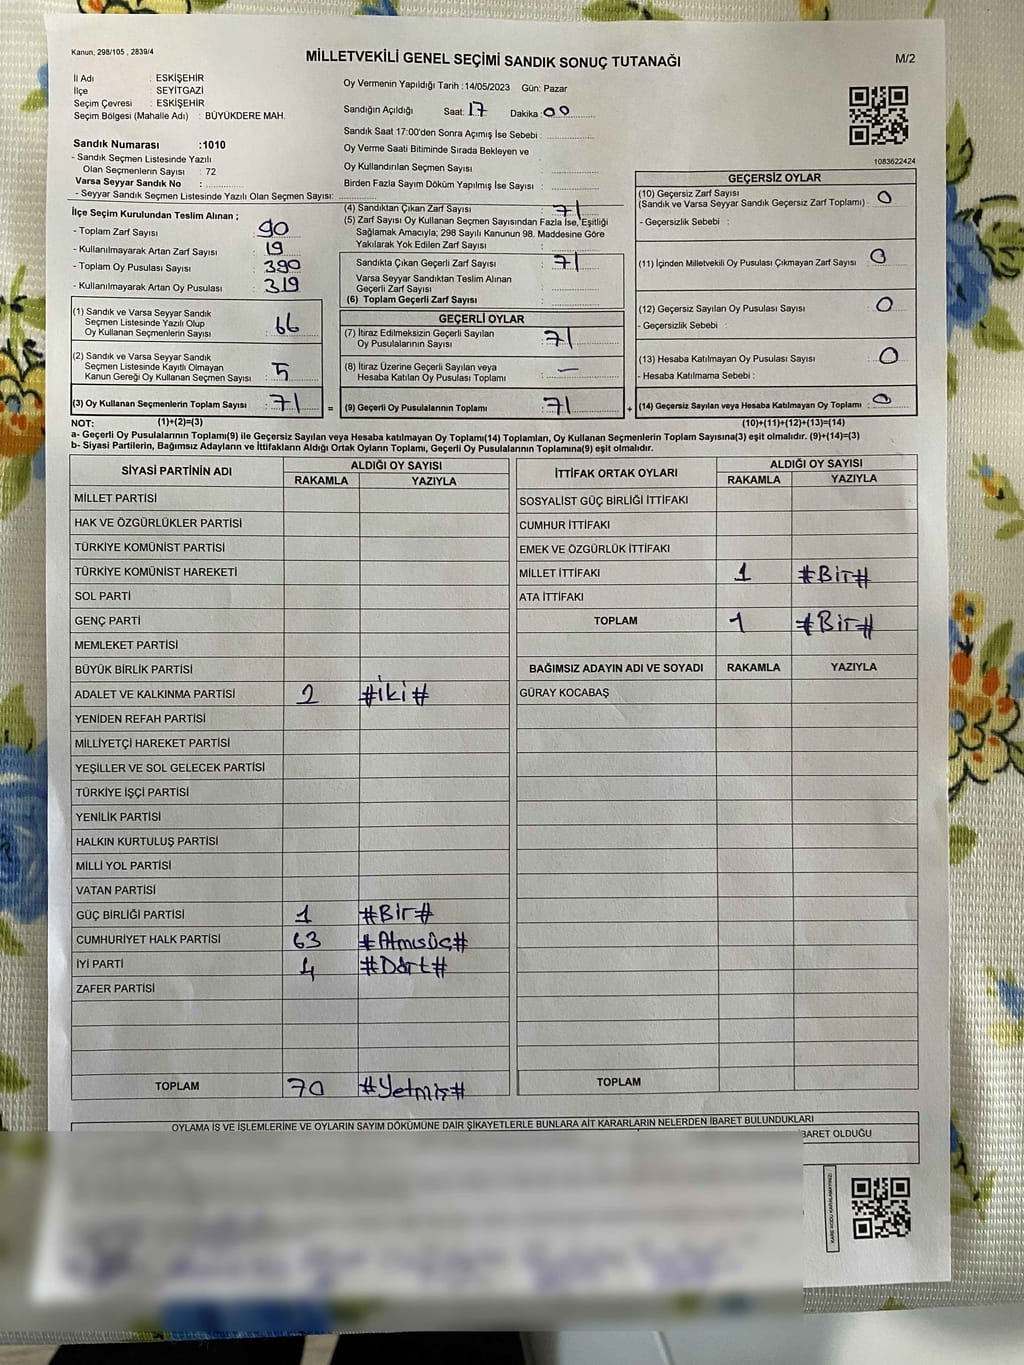 Kanun; 298/105 , 2839/4
MİLLETVEKİLİ GENEL SEÇİMİ SANDIK SONUÇ TUTANAĞI
M/2
İl Adı : ESKİŞEHİR
İlçe : SEYİTGAZİ
Seçim Çevresi : ESKİŞEHİR
Seçim Bölgesi (Mahalle Adı) : BÜYÜKDERE MAH.
Sandık Numarası :1010
- Sandık Seçmen Listesinde Yazılı
Olan Seçmenlerin Sayısı : 72
Varsa Seyyar Sandık No :
- Seyyar Sandık Seçmen Listesinde Yazılı Olan Seçmen Sayısı:
İlçe Seçim Kurulundan Teslim Alınan ;
- Toplam Zarf Sayısı : 90
- Kullanılmayarak Artan Zarf Sayısı : 19
- Toplam Oy Pusulası Sayısı : 390
- Kullanılmayarak Artan Oy Pusulası : 319
(1) Sandık ve Varsa Seyyar Sandık
Seçmen Listesinde Yazılı Olup
Oy Kullanan Seçmenlerin Sayısı : 66
(2) Sandık ve Varsa Seyyar Sandık
Seçmen Listesinde Kayıtlı Olmayan
Kanun Gereği Oy Kullanan Seçmen Sayısı : 5
(3) Oy Kullanan Seçmenlerin Toplam Sayısı : 71
Oy Vermenin Yapıldığı Tarih :14/05/2023 Gün: Pazar
Sandığın Açıldığı Saat: 17 Dakika: 00
Sandık Saat 17:00'den Sonra Açımış İse Sebebi :
Oy Verme Saati Bitiminde Sırada Bekleyen ve
Oy Kullandırılan Seçmen Sayısı :
Birden Fazla Sayım Döküm Yapılmış İse Sayısı :
(4) Sandıktan Çıkan Zarf Sayısı : 71
(5) Zarf Sayısı Oy Kullanan Seçmen Sayısından Fazla İse, Eşitliği
Sağlamak Amacıyla; 298 Sayılı Kanunun 98. Maddesine Göre
Yakılarak Yok Edilen Zarf Sayısı :
Sandıkta Çıkan Geçerli Zarf Sayısı : 71
Varsa Seyyar Sandıktan Teslim Alınan
Geçerli Zarf Sayısı :
(6) Toplam Geçerli Zarf Sayısı :
GEÇERLİ OYLAR
(7) İtiraz Edilmeksizin Geçerli Sayılan
Oy Pusulalarının Sayısı : 71
(8) İtiraz Üzerine Geçerli Sayılan veya
Hesaba Katılan Oy Pusulası Toplamı : —
= (9) Geçerli Oy Pusulalarının Toplamı : 71 +
1083622424
GEÇERSİZ OYLAR
(10) Geçersiz Zarf Sayısı
(Sandık ve Varsa Seyyar Sandık Geçersiz Zarf Toplamı) : 0
- Geçersizlik Sebebi :
(11) İçinden Milletvekili Oy Pusulası Çıkmayan Zarf Sayısı : 0
(12) Geçersiz Sayılan Oy Pusulası Sayısı : 0
- Geçersizlik Sebebi :
(13) Hesaba Katılmayan Oy Pusulası Sayısı : 0
- Hesaba Katılmama Sebebi :
(14) Geçersiz Sayılan veya Hesaba Katılmayan Oy Toplamı : 0
NOT: (1)+(2)=(3) (10)+(11)+(12)+(13)=(14)
a- Geçerli Oy Pusulalarının Toplamı(9) ile Geçersiz Sayılan veya Hesaba katılmayan Oy Toplamı(14) Toplamları, Oy Kullanan Seçmenlerin Toplam Sayısına(3) eşit olmalıdır. (9)+(14)=(3)
b- Siyasi Partilerin, Bağımsız Adayların ve İttifakların Aldığı Ortak Oyların Toplamı, Geçerli Oy Pusulalarının Toplamına(9) eşit olmalıdır.
SİYASİ PARTİNİN ADI ALDIĞI OY SAYISI
RAKAMLA YAZIYLA
MİLLET PARTİSİ
HAK VE ÖZGÜRLÜKLER PARTİSİ
TÜRKİYE KOMÜNİST PARTİSİ
TÜRKİYE KOMÜNİST HAREKETİ
SOL PARTİ
GENÇ PARTİ
MEMLEKET PARTİSİ
BÜYÜK BİRLİK PARTİSİ
ADALET VE KALKINMA PARTİSİ 2 #iki#
YENİDEN REFAH PARTİSİ
MİLLİYETÇİ HAREKET PARTİSİ
YEŞİLLER VE SOL GELECEK PARTİSİ
TÜRKİYE İŞÇİ PARTİSİ
YENİLİK PARTİSİ
HALKIN KURTULUŞ PARTİSİ
MİLLİ YOL PARTİSİ
VATAN PARTİSİ
GÜÇ BİRLİĞİ PARTİSİ 1 #Bir#
CUMHURİYET HALK PARTİSİ 63 #Atmışüç#
İYİ PARTİ 4 #Dört#
ZAFER PARTİSİ
TOPLAM 70 #Yetmiş#
İTTİFAK ORTAK OYLARI ALDIĞI OY SAYISI
RAKAMLA YAZIYLA
SOSYALİST GÜÇ BİRLİĞİ İTTİFAKI
CUMHUR İTTİFAKI
EMEK VE ÖZGÜRLÜK İTTİFAKI
MİLLET İTTİFAKI 1 #Bir#
ATA İTTİFAKI
TOPLAM 1 #Bir#
BAĞIMSIZ ADAYIN ADI VE SOYADI RAKAMLA YAZIYLA
GÜRAY KOCABAŞ
TOPLAM
OYLAMA İŞ VE İŞLEMLERİNE VE OYLARIN SAYIM DÖKÜMÜNE DAİR ŞİKAYETLERLE BUNLARA AİT KARARLARIN NELERDEN İBARET BULUNDUKLARI
BARET OLDUĞU